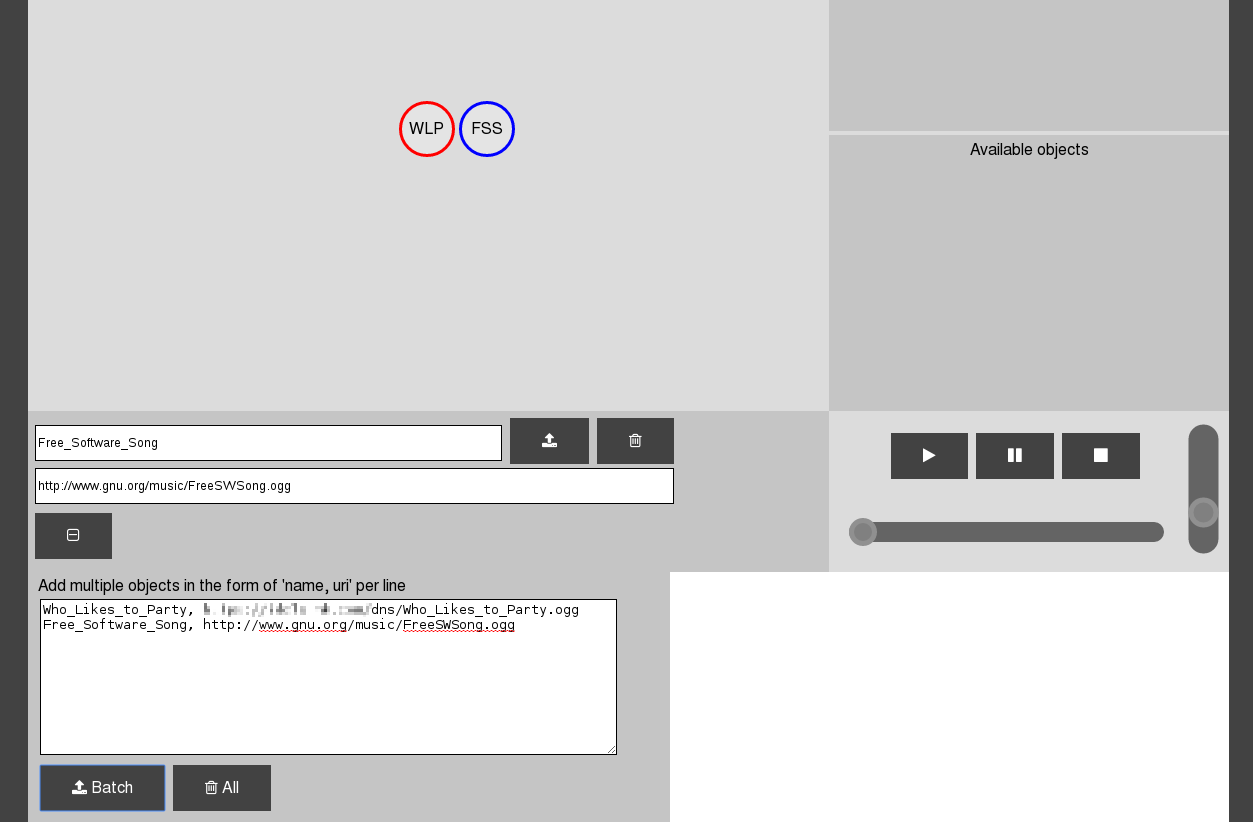 WLP FSS
Available objects
Free_Software_Song
http://www.gnu.org/music/FreeSWSong.ogg
Add multiple objects in the form of 'name, uri' per line
Who_Likes_to_Party, dns/Who_Likes_to_Party.ogg
Free_Software_Song, http://www.gnu.org/music/FreeSWSong.ogg
Batch All